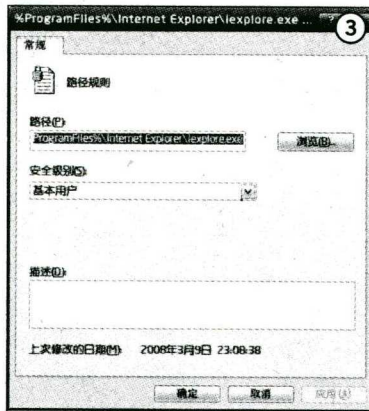 %ProgramFiles%\Internet Explorer\iexplore.exe ...
③
常规
路径规则
路径(P):
ProgramFiles%\Internet Explorer\iexplore.exe
浏览(B)...
安全级别(S):
基本用户
描述(D):
上次修改的日期(M): 2008年3月9日 23:08:38
确定 取消 应用(A)